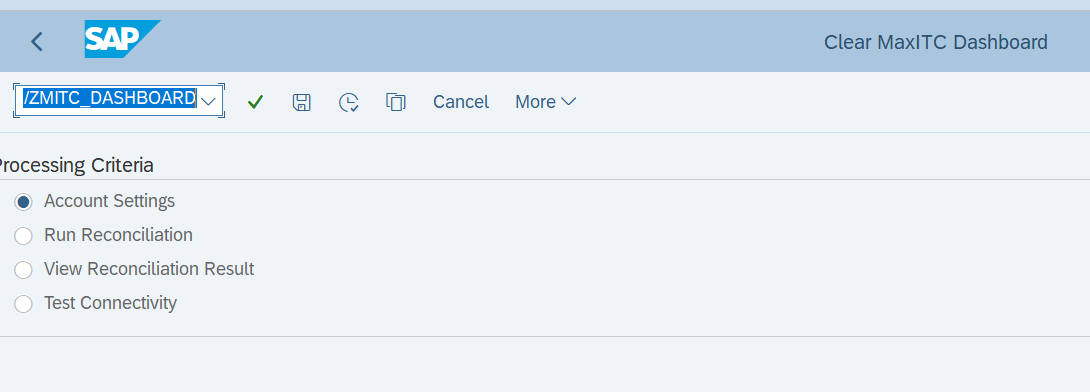 SAP
Clear MaxITC Dashboard
/ZMITC_DASHBOARD
Cancel
More
Processing Criteria
Account Settings
Run Reconciliation
View Reconciliation Result
Test Connectivity